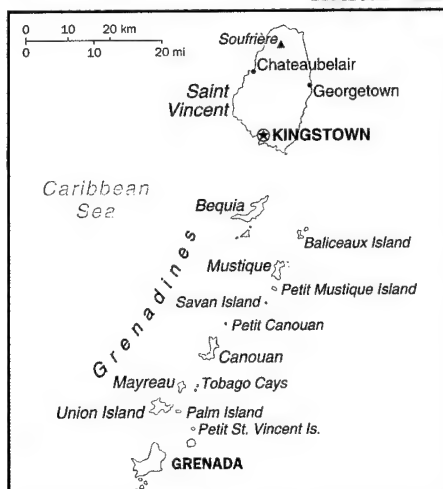 0 10 20 km
0 10 20 mi
Soufrière
Chateaubelair
Georgetown
Saint
Vincent
KINGSTOWN
Caribbean
Sea
Bequia
Baliceaux Island
Grenadines
Mustique
Petit Mustique Island
Savan Island
Petit Canouan
Canouan
Mayreau
Tobago Cays
Union Island
Palm Island
Petit St. Vincent Is.
GRENADA